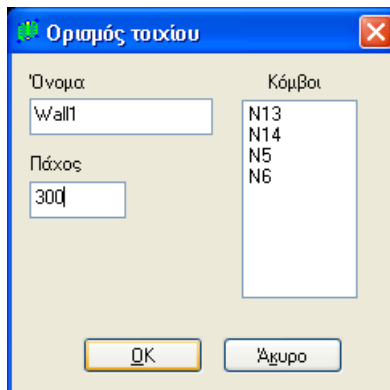 Ορισμός τοιχίου
Όνομα
Wall1
Πάχος
300
Κόμβοι
N13
N14
N5
N6
OK
Άκυρο